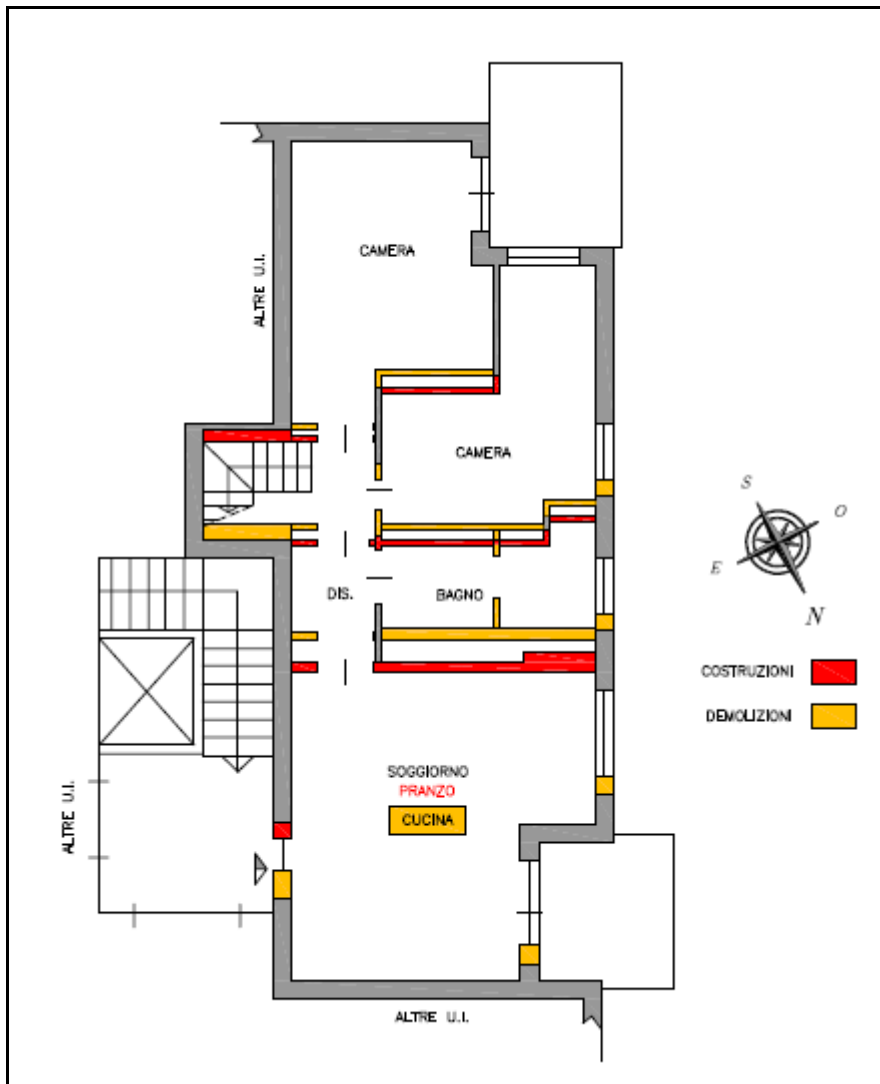 CAMERA
ALTRE U.I.
CAMERA
S
O
E
N
DIS.
BAGNO
COSTRUZIONI
DEMOLIZIONI
SOGGIORNO
PRANZO
CUCINA
ALTRE U.I.
ALTRE U.I.